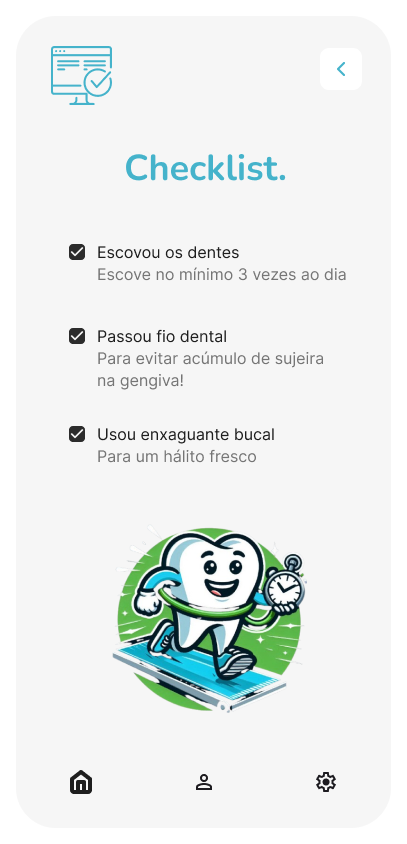 Checklist.
Escovou os dentes
Escove no mínimo 3 vezes ao dia
Passou fio dental
Para evitar acúmulo de sujeira
na gengiva!
Usou enxaguante bucal
Para um hálito fresco